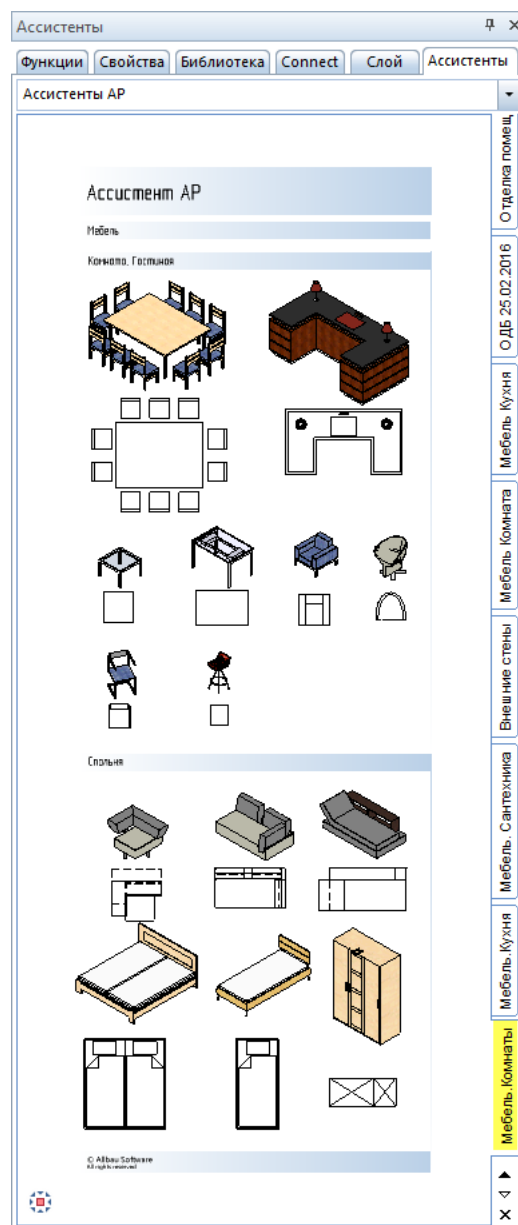 Ассистенты
Функции
Свойства
Библиотека
Connect
Слой
Ассистенты
Ассистенты АР
Ассистент АР
Мебель
Комната. Гостиная
Спальня
© Allbau Software
All rights reserved
Отделка помещ
ОДБ 25.02.2016
Мебель Кухня
Мебель Комната
Внешние стены
Мебель. Сантехника
Мебель.Кухня
Мебель.Комнаты